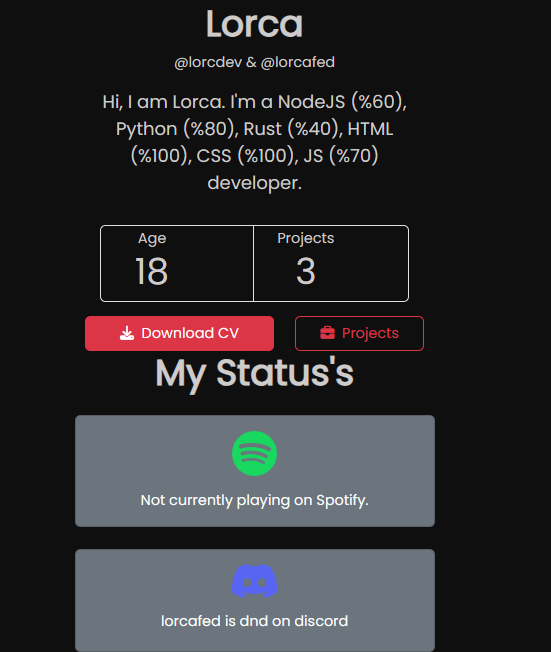 Lorca
@lorcdev & @lorcafed
Hi, I am Lorca. I'm a NodeJS (%60),
Python (%80), Rust (%40), HTML
(%100), CSS (%100), JS (%70)
developer.
Age
Projects
18
3
Download CV
Projects
My Status's
Not currently playing on Spotify.
lorcafed is dnd on discord